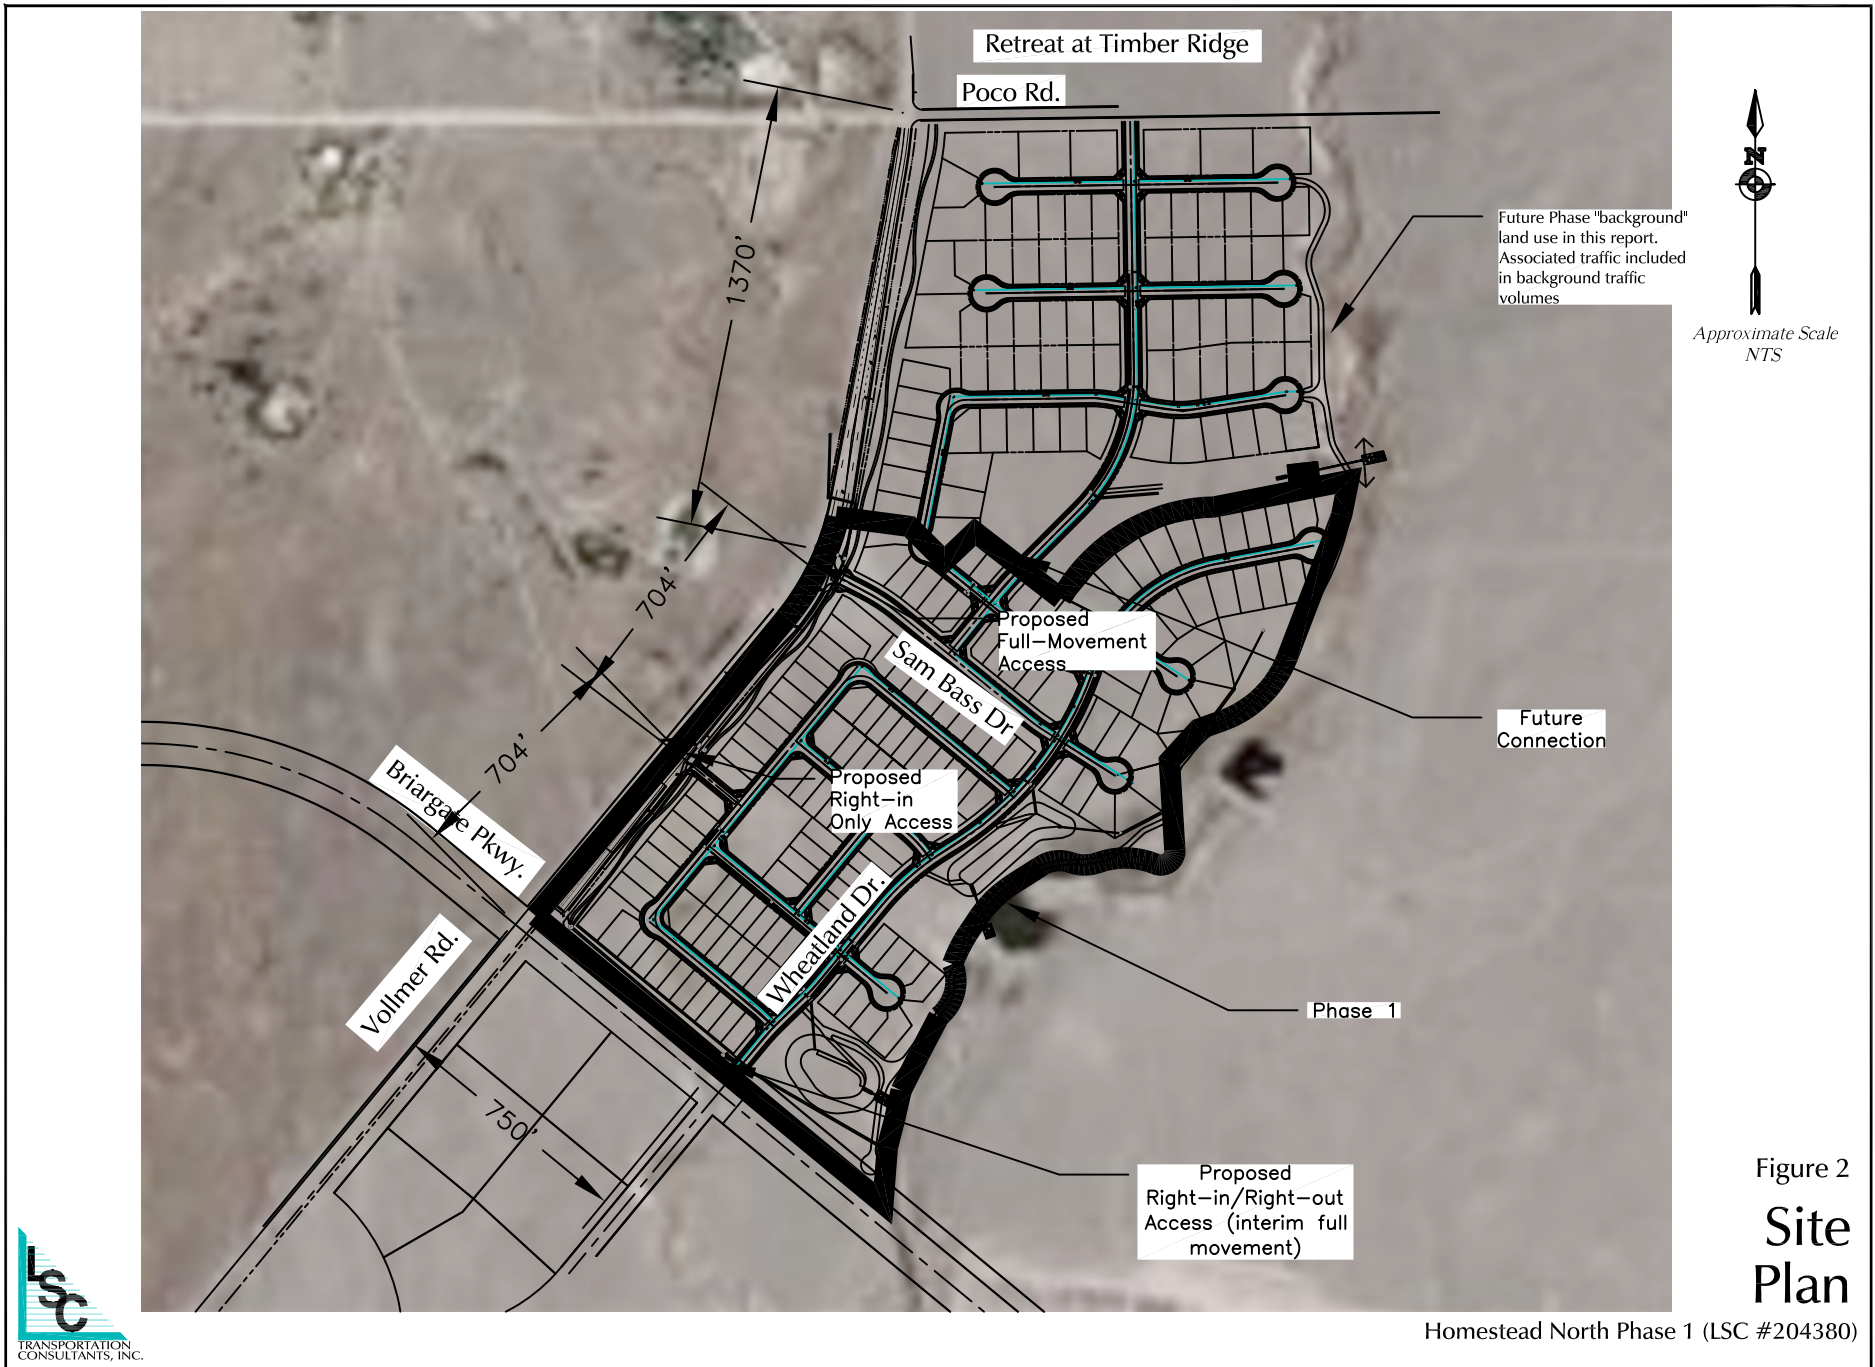 Retreat at Timber Ridge
Poco Rd.
N
Approximate Scale
NTS
Future Phase "background"
land use in this report.
Associated traffic included
in background traffic
volumes
1370'
704'
704'
Proposed
Full-Movement
Access
Sam Bass Dr
Future
Connection
Briargate Pkwy.
Proposed
Right-in
Only Access
Wheatland Dr.
Vollmer Rd.
Phase 1
750'
Proposed
Right-in/Right-out
Access (interim full
movement)
Figure 2
Site
Plan
Homestead North Phase 1 (LSC #204380)
LSC
TRANSPORTATION
CONSULTANTS, INC.